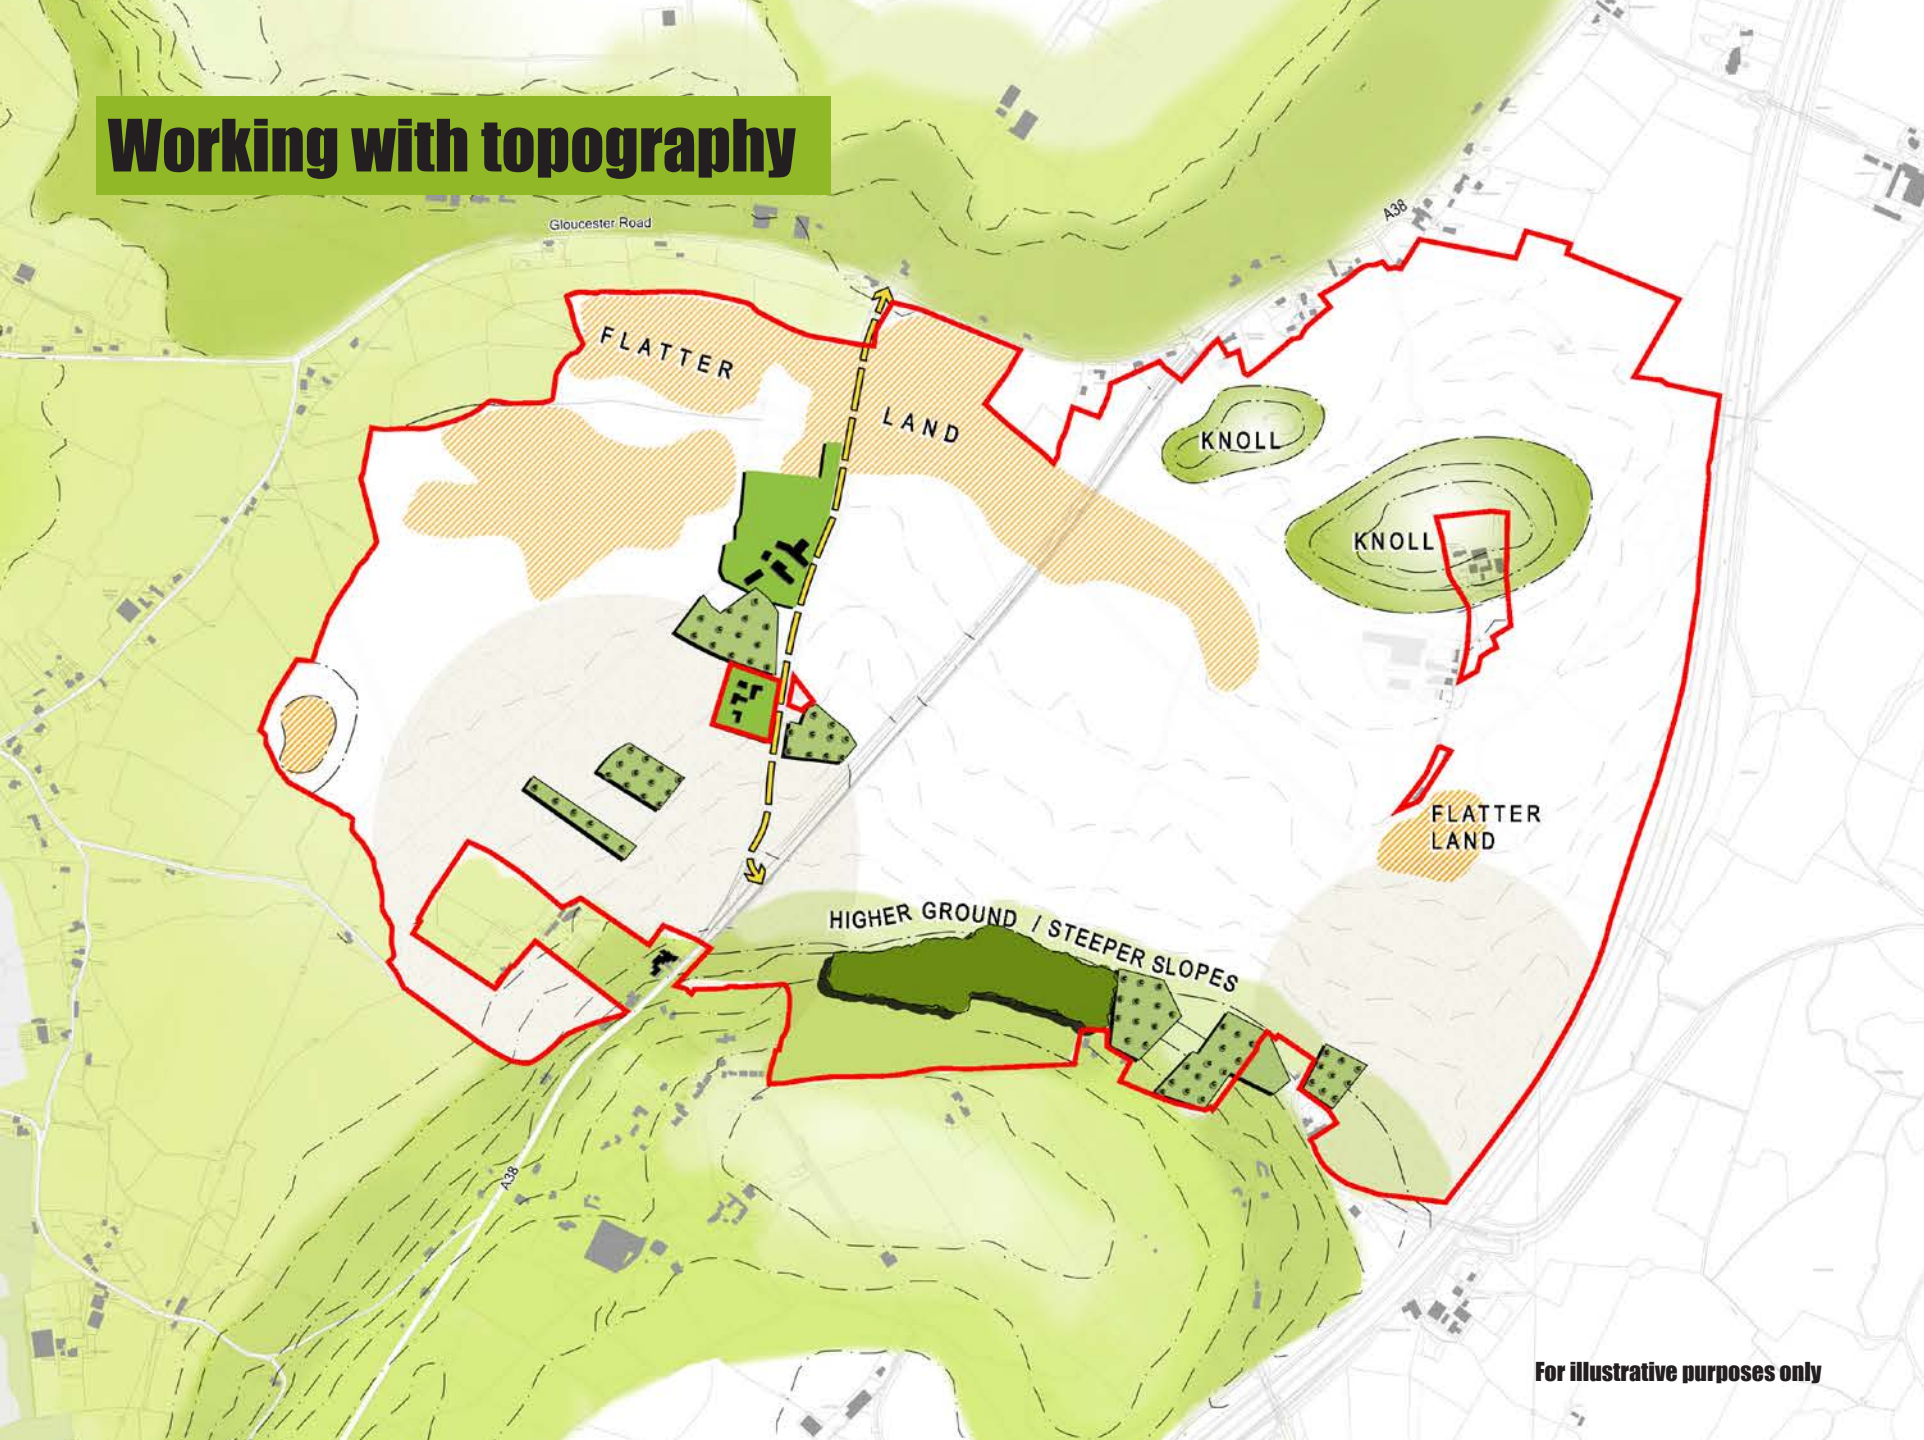 Working with topography
Gloucester Road
A38
FLATTER
LAND
KNOLL
KNOLL
FLATTER
LAND
HIGHER GROUND / STEEPER SLOPES
A38
For illustrative purposes only